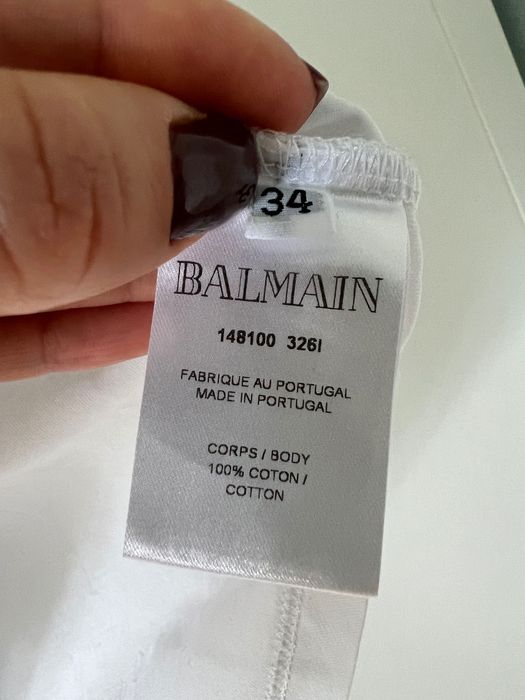 34
BALMAIN
148100 326I
FABRIQUE AU PORTUGAL
MADE IN PORTUGAL
CORPS / BODY
100% COTON /
COTTON